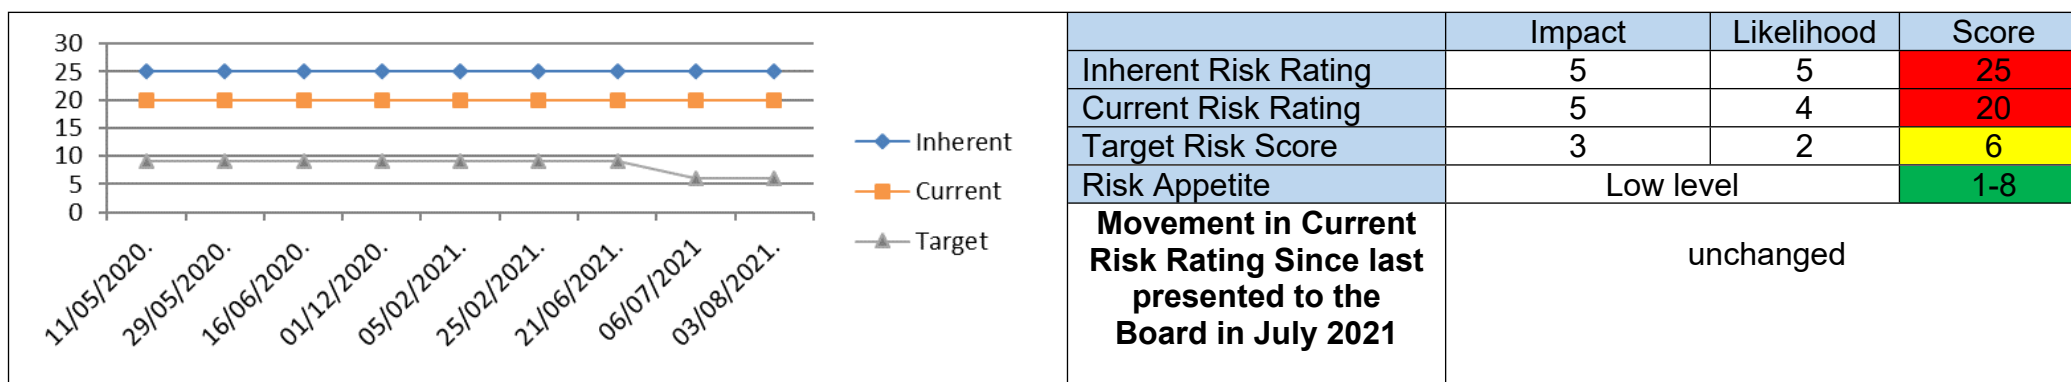 30
25
20
15
10
5
0
11/05/2020.
29/05/2020.
16/06/2020.
01/12/2020.
05/02/2021.
25/02/2021.
21/06/2021.
06/07/2021
03/08/2021.
Inherent
Current
Target
Impact Likelihood Score
Inherent Risk Rating 5 5 25
Current Risk Rating 5 4 20
Target Risk Score 3 2 6
Risk Appetite Low level 1-8
Movement in Current
Risk Rating Since last
presented to the
Board in July 2021
unchanged